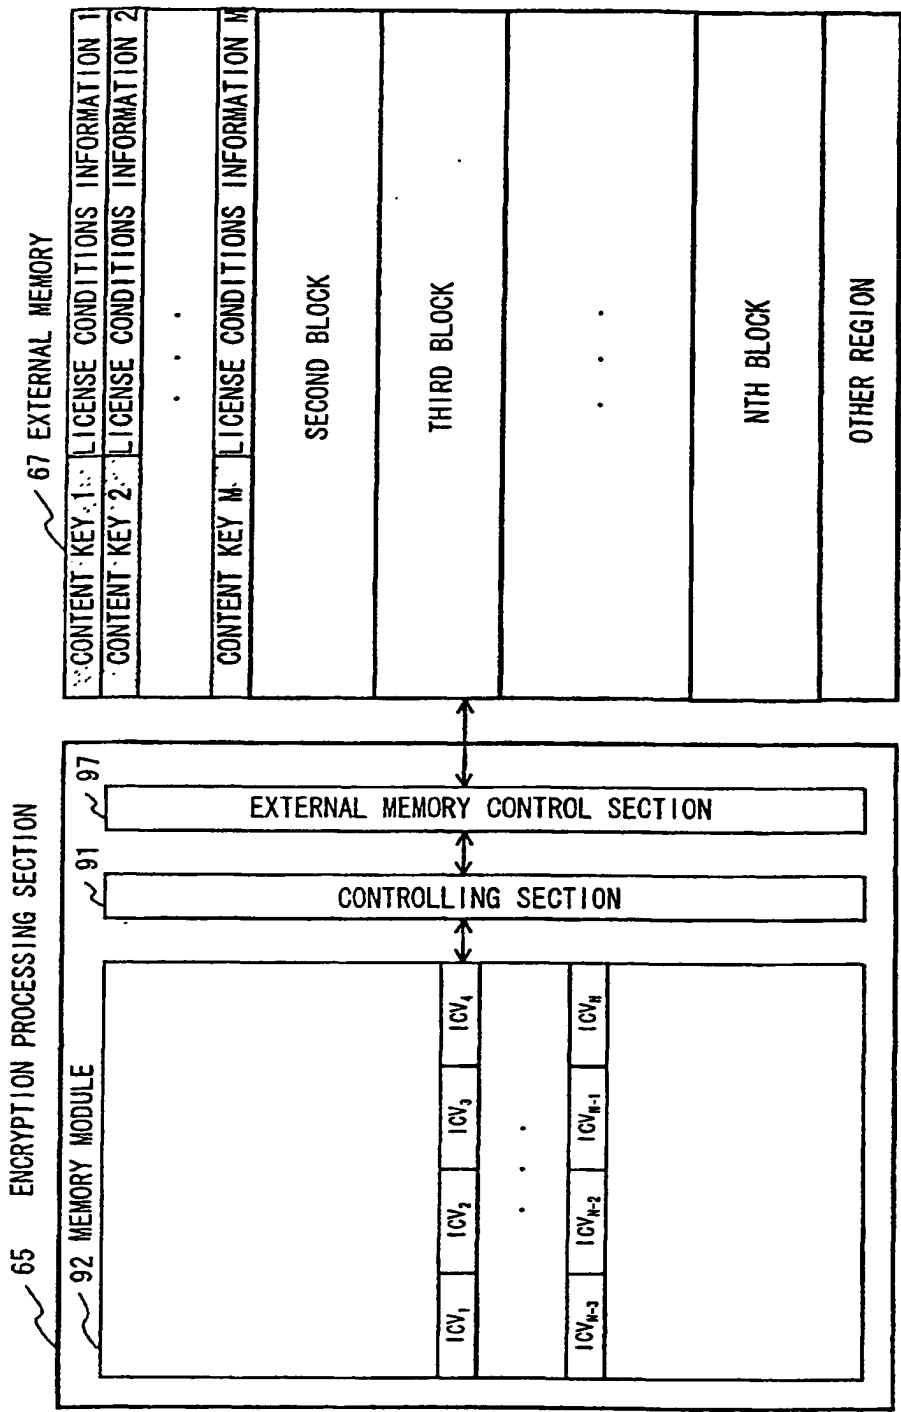 65 ENCRYPTION PROCESSING SECTION
92 MEMORY MODULE
ICV1 ICV2 ICV3 ICV4
. . .
ICVN-3 ICVN-2 ICVN-1 ICVN
91
CONTROLLING SECTION
97
EXTERNAL MEMORY CONTROL SECTION
67 EXTERNAL MEMORY
CONTENT KEY 1 LICENSE CONDITIONS INFORMATION 1
CONTENT KEY 2 LICENSE CONDITIONS INFORMATION 2
. . .
CONTENT KEY M LICENSE CONDITIONS INFORMATION M
SECOND BLOCK
THIRD BLOCK
. . .
NTH BLOCK
OTHER REGION